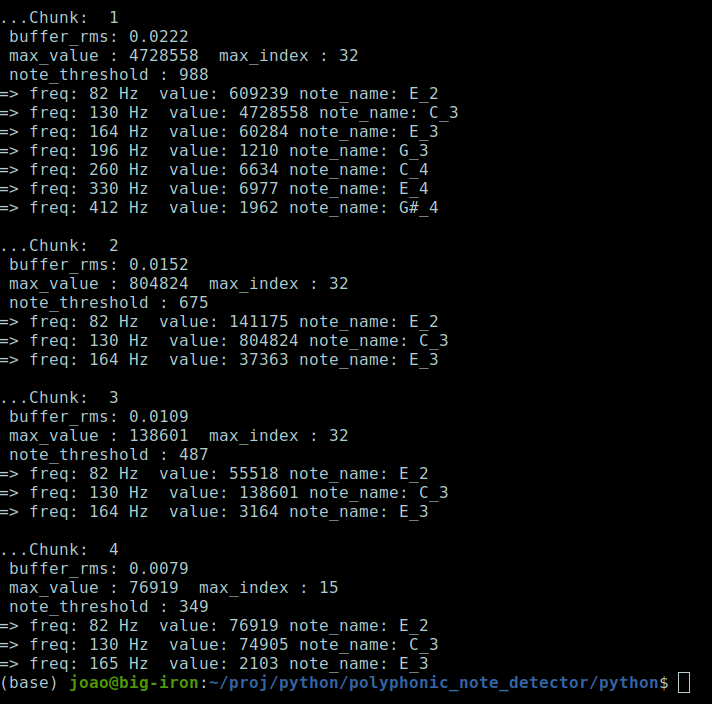 ...Chunk:  1
 buffer_rms: 0.0222
 max_value : 4728558  max_index : 32
 note_threshold : 988
=> freq: 82 Hz  value: 609239 note_name: E_2
=> freq: 130 Hz  value: 4728558 note_name: C_3
=> freq: 164 Hz  value: 60284 note_name: E_3
=> freq: 196 Hz  value: 1210 note_name: G_3
=> freq: 260 Hz  value: 6634 note_name: C_4
=> freq: 330 Hz  value: 6977 note_name: E_4
=> freq: 412 Hz  value: 1962 note_name: G#_4

...Chunk:  2
 buffer_rms: 0.0152
 max_value : 804824  max_index : 32
 note_threshold : 675
=> freq: 82 Hz  value: 141175 note_name: E_2
=> freq: 130 Hz  value: 804824 note_name: C_3
=> freq: 164 Hz  value: 37363 note_name: E_3

...Chunk:  3
 buffer_rms: 0.0109
 max_value : 138601  max_index : 32
 note_threshold : 487
=> freq: 82 Hz  value: 55518 note_name: E_2
=> freq: 130 Hz  value: 138601 note_name: C_3
=> freq: 164 Hz  value: 3164 note_name: E_3

...Chunk:  4
 buffer_rms: 0.0079
 max_value : 76919  max_index : 15
 note_threshold : 349
=> freq: 82 Hz  value: 76919 note_name: E_2
=> freq: 130 Hz  value: 74905 note_name: C_3
=> freq: 165 Hz  value: 2103 note_name: E_3
(base) joao@big-iron:~/proj/python/polyphonic_note_detector/python$